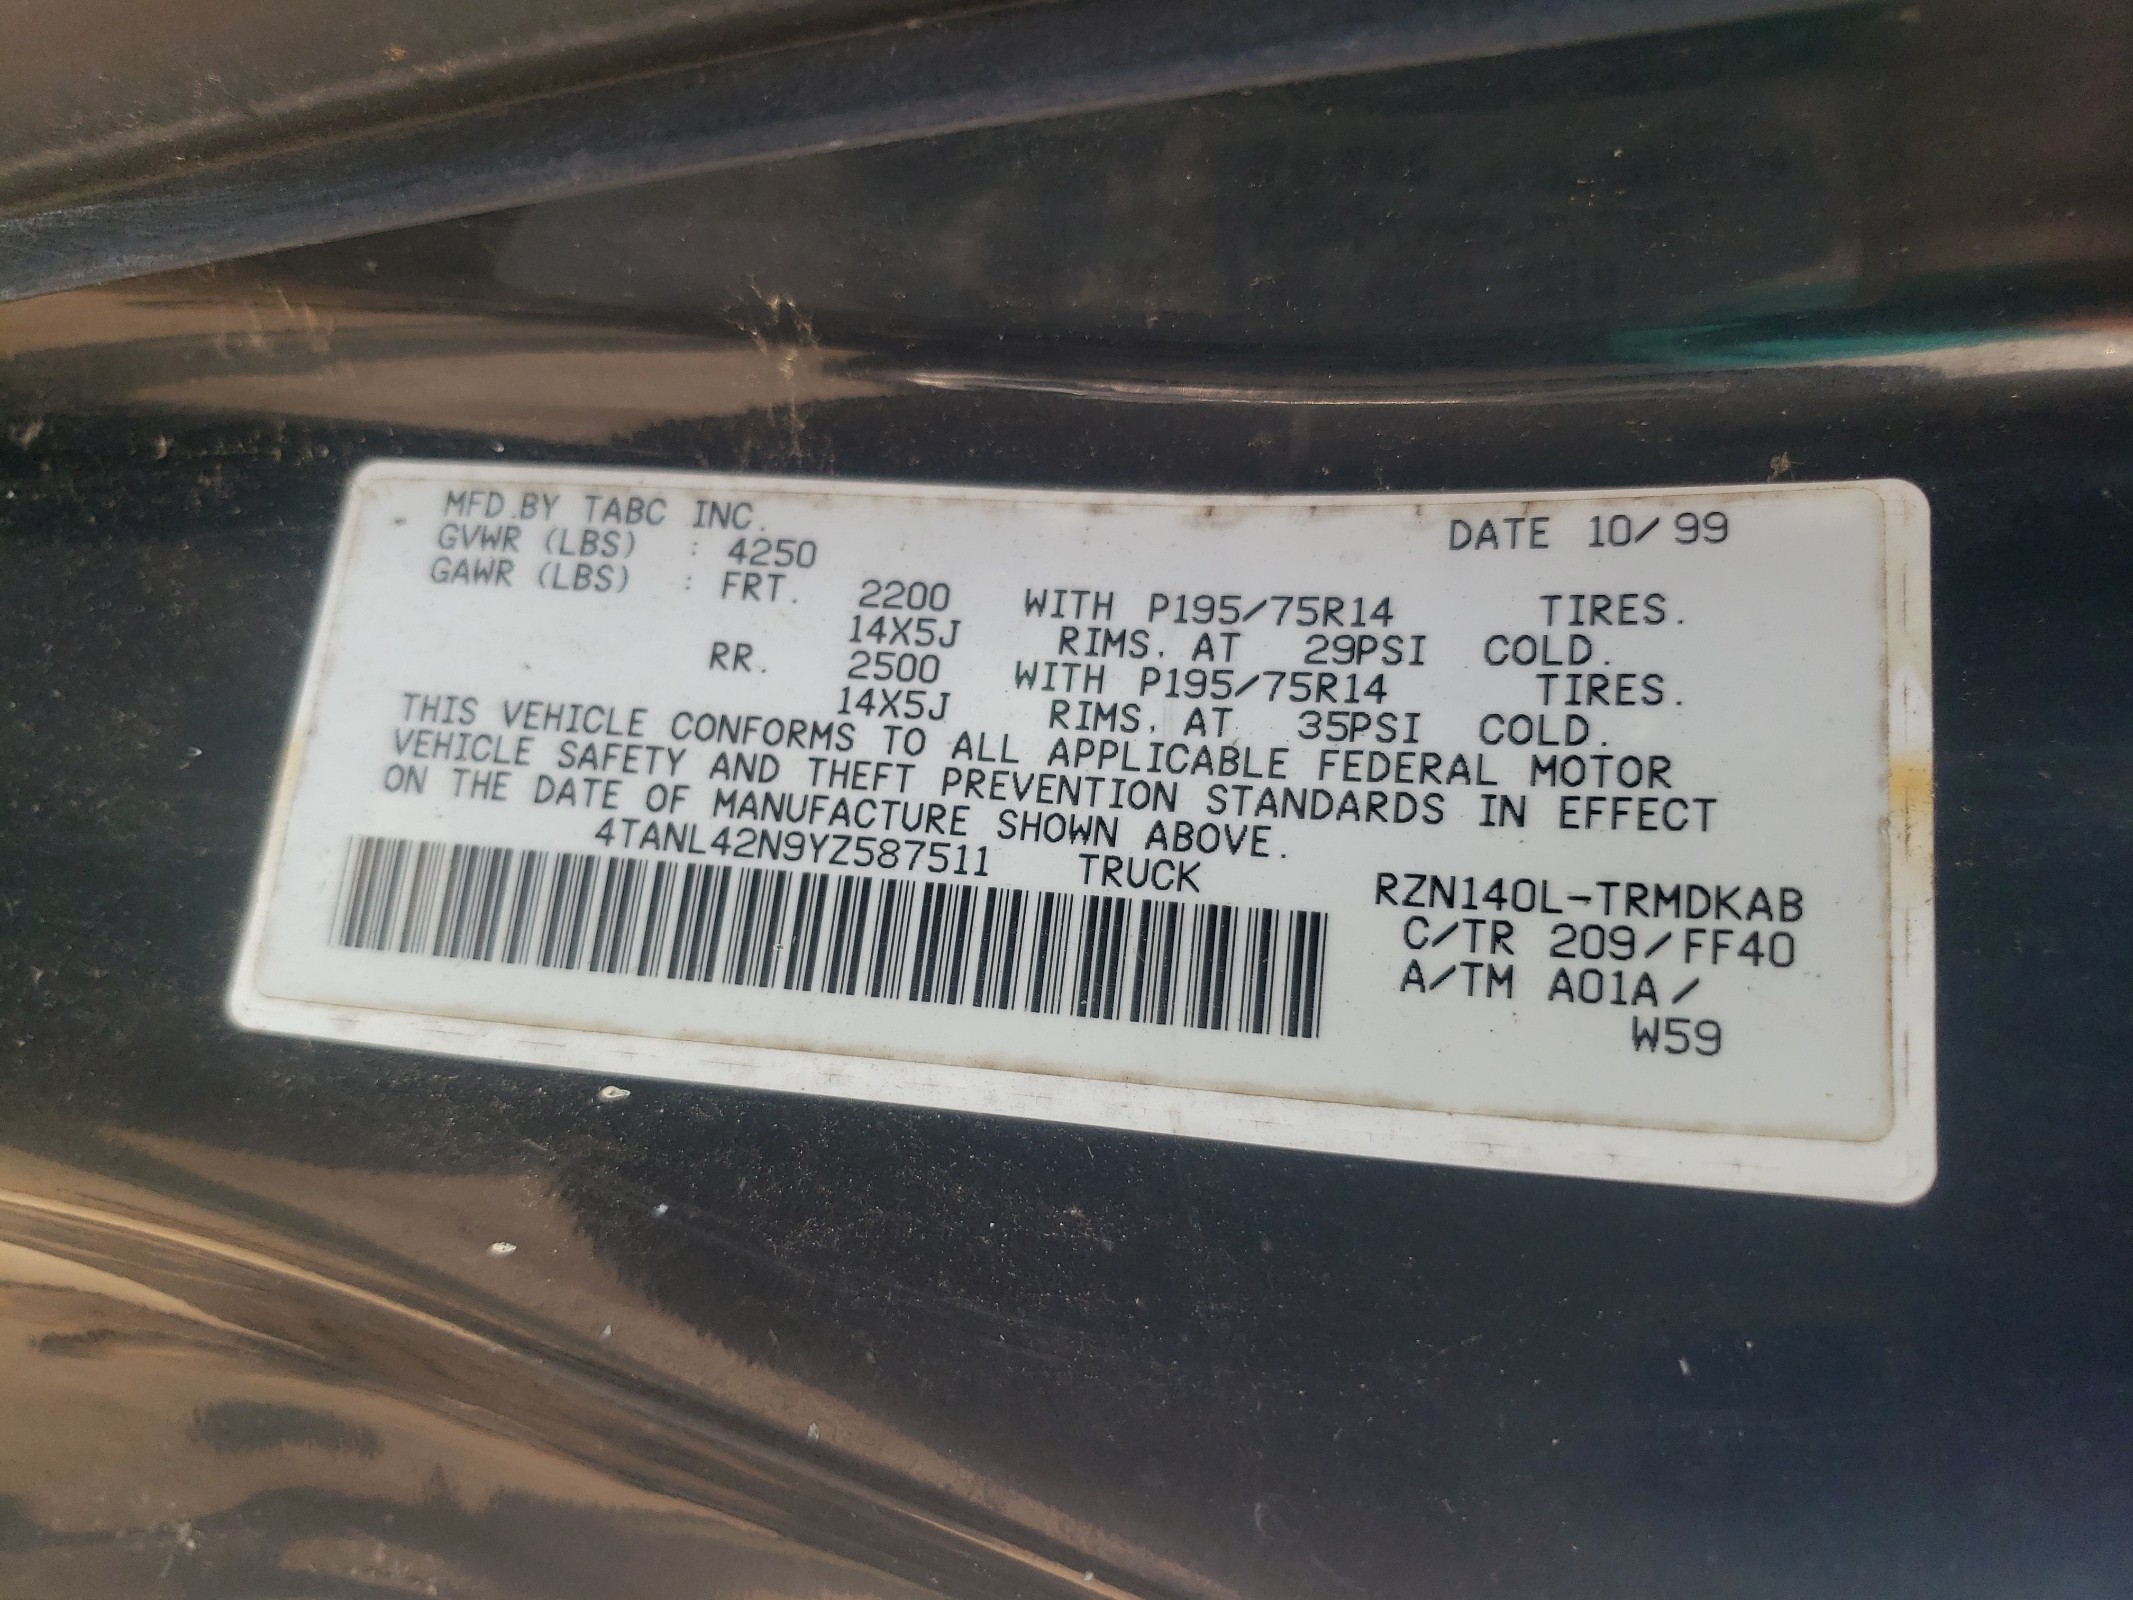 MFD.BY TABC INC. DATE 10/99
GVWR (LBS) : 4250
GAWR (LBS) : FRT. 2200 WITH P195/75R14 TIRES.
14X5J RIMS, AT 29PSI COLD.
RR. 2500 WITH P195/75R14 TIRES.
14X5J RIMS, AT 35PSI COLD.
THIS VEHICLE CONFORMS TO ALL APPLICABLE FEDERAL MOTOR
VEHICLE SAFETY AND THEFT PREVENTION STANDARDS IN EFFECT
ON THE DATE OF MANUFACTURE SHOWN ABOVE.
4TANL42N9YZ587511 TRUCK
RZN140L-TRMDKAB
C/TR 209/FF40
A/TM A01A/
W59